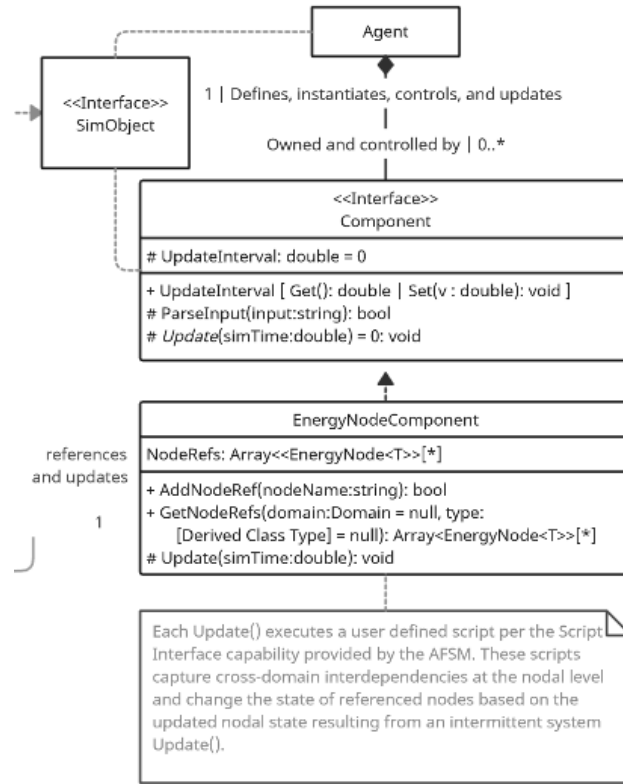 Agent
<<Interface>>
SimObject
1 | Defines, instantiates, controls, and updates
Owned and controlled by | 0..*
<<Interface>>
Component
# UpdateInterval: double = 0
+ UpdateInterval [ Get(): double | Set(v : double): void ]
# ParseInput(input:string): bool
# Update(simTime:double) = 0: void
EnergyNodeComponent
NodeRefs: Array<<EnergyNode<T>>[*]
references
and updates
1
+ AddNodeRef(nodeName:string): bool
+ GetNodeRefs(domain:Domain = null, type:
[Derived Class Type] = null): Array<EnergyNode<T>>[*]
# Update(simTime:double): void
Each Update() executes a user defined script per the Script
Interface capability provided by the AFSM. These scripts
capture cross-domain interdependencies at the nodal level
and change the state of referenced nodes based on the
updated nodal state resulting from an intermittent system
Update().